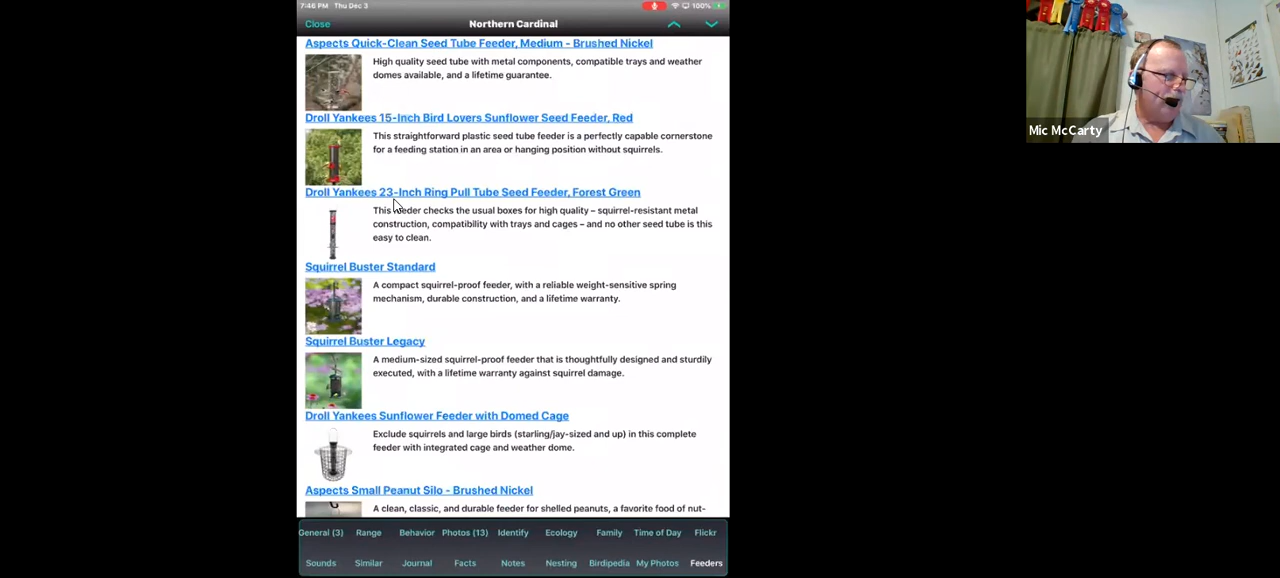 7:46 PM Thu Dec 3
100%
Close
Northern Cardinal
Aspects Quick-Clean Seed Tube Feeder, Medium - Brushed Nickel
High quality seed tube with metal components, compatible trays and weather
domes available, and a lifetime guarantee.
Droll Yankees 15-Inch Bird Lovers Sunflower Seed Feeder, Red
This straightforward plastic seed tube feeder is a perfectly capable cornerstone
for a feeding station in an area or hanging position without squirrels.
Droll Yankees 23-Inch Ring Pull Tube Seed Feeder, Forest Green
This feeder checks the usual boxes for high quality – squirrel-resistant metal
construction, compatibility with trays and cages – and no other seed tube is this
easy to clean.
Squirrel Buster Standard
A compact squirrel-proof feeder, with a reliable weight-sensitive spring
mechanism, durable construction, and a lifetime warranty.
Squirrel Buster Legacy
A medium-sized squirrel-proof feeder that is thoughtfully designed and sturdily
executed, with a lifetime warranty against squirrel damage.
Droll Yankees Sunflower Feeder with Domed Cage
Exclude squirrels and large birds (starling/jay-sized and up) in this complete
feeder with integrated cage and weather dome.
Aspects Small Peanut Silo - Brushed Nickel
A clean, classic, and durable feeder for shelled peanuts, a favorite food of nut-
General (3) Range Behavior Photos (13) Identify Ecology Family Time of Day Flickr
Sounds Similar Journal Facts Notes Nesting Birdipedia My Photos Feeders
Mic McCarty